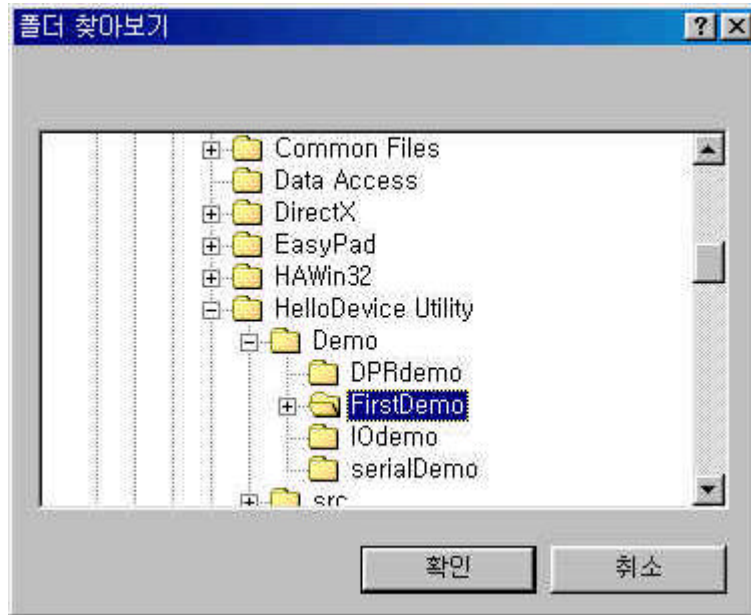 폴더 찾아보기
Common Files
Data Access
DirectX
EasyPad
HAWin32
HelloDevice Utility
Demo
DPRdemo
FirstDemo
IOdemo
serialDemo
src
확인 취소